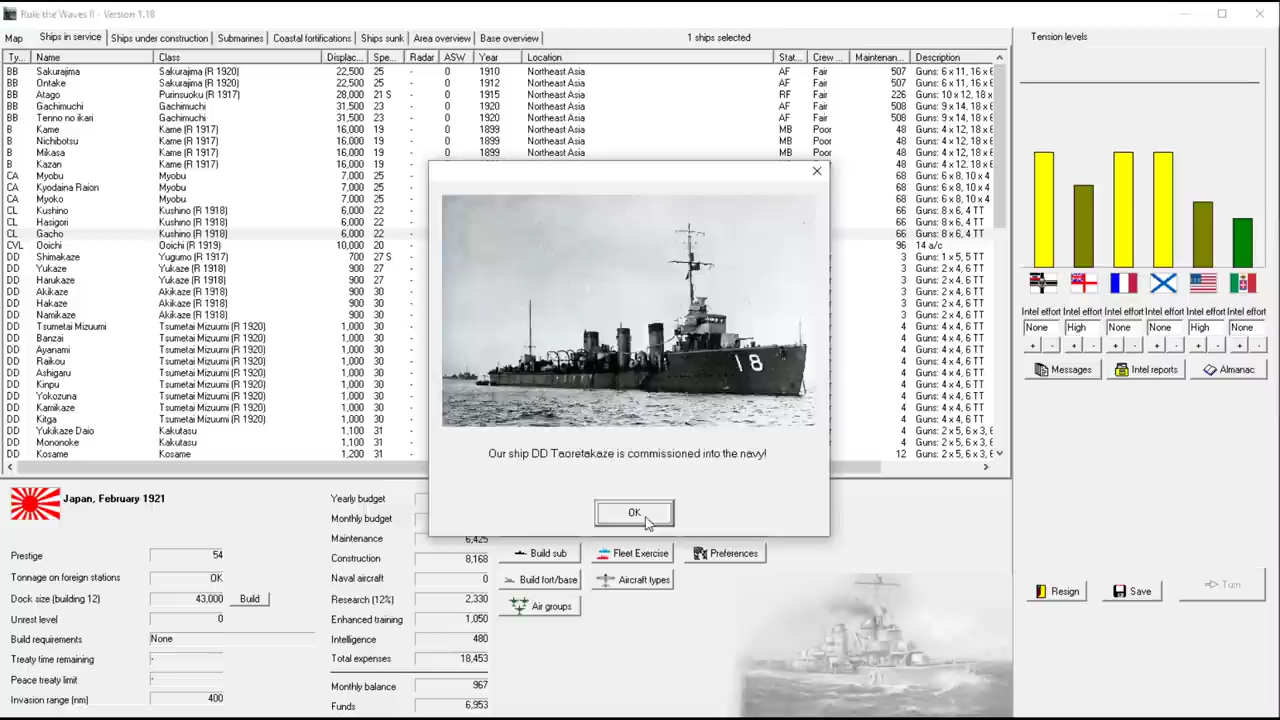 Rule the Waves II - Version 1.18
Map Ships in service Ships under construction Submarines Coastal fortifications Ships sunk Area overview Base overview 1 ships selected
Ty... Name Class Displac... Spe... Radar ASW Year Location Stat... Crew ... Maintenan... Description
BB Sakurajima Sakurajima (R 1920) 22,500 25 - 0 1910 Northeast Asia AF Fair 507 Guns: 6 x 11, 16 x 6
BB Ontake Sakurajima (R 1920) 22,500 25 - 0 1912 Northeast Asia AF Fair 507 Guns: 6 x 11, 16 x 6
BB Atago Purinsuoku (R 1917) 28,000 21 S - 0 1915 Northeast Asia RF Fair 226 Guns: 10 x 12, 18 x
BB Gachimuchi Gachimuchi 31,500 23 - 0 1920 Northeast Asia AF Fair 508 Guns: 9 x 14, 18 x 6
BB Tenno no ikari Gachimuchi 31,500 23 - 0 1920 Northeast Asia AF Fair 508 Guns: 9 x 14, 18 x 6
B Kame Kame (R 1917) 16,000 19 - 0 1899 Northeast Asia MB Poor 48 Guns: 4 x 12, 18 x 6
B Nichibotsu Kame (R 1917) 16,000 19 - 0 1899 Northeast Asia MB Poor 48 Guns: 4 x 12, 18 x 6
B Mikasa Kame (R 1917) 16,000 19 - 0 1899 Northeast Asia MB Poor 48 Guns: 4 x 12, 18 x 6
B Kazan Kame (R 1917) 16,000 19 48 Guns: 4 x 12, 18 x 6
CA Myobu Myobu 7,000 25 68 Guns: 6 x 8, 10 x 4
CA Kyodaina Raion Myobu 7,000 25 68 Guns: 6 x 8, 10 x 4
CA Myoko Myobu 7,000 25 68 Guns: 6 x 8, 10 x 4
CL Kushino Kushino (R 1918) 6,000 22 66 Guns: 8 x 6, 4 TT
CL Hasigori Kushino (R 1918) 6,000 22 66 Guns: 8 x 6, 4 TT
CL Gacho Kushino (R 1918) 6,000 22 66 Guns: 8 x 6, 4 TT
CVL Ooichi Ooichi (R 1919) 10,000 20 96 14 a/c
DD Shimakaze Yugumo (R 1917) 700 27 S 3 Guns: 1 x 5, 5 TT
DD Yukaze Yukaze (R 1918) 900 27 3 Guns: 2 x 4, 6 TT
DD Harukaze Yukaze (R 1918) 900 27 3 Guns: 2 x 4, 6 TT
DD Akikaze Akikaze (R 1918) 900 30 3 Guns: 2 x 4, 6 TT
DD Hakaze Akikaze (R 1918) 900 30 3 Guns: 2 x 4, 6 TT
DD Namikaze Akikaze (R 1918) 900 30 3 Guns: 2 x 4, 6 TT
DD Tsumetai Mizuumi Tsumetai Mizuumi (R 1920) 1,000 30 4 Guns: 4 x 4, 6 TT
DD Banzai Tsumetai Mizuumi (R 1920) 1,000 30 4 Guns: 4 x 4, 6 TT
DD Ayanami Tsumetai Mizuumi (R 1920) 1,000 30 4 Guns: 4 x 4, 6 TT
DD Raikou Tsumetai Mizuumi (R 1920) 1,000 30 4 Guns: 4 x 4, 6 TT
DD Ashigaru Tsumetai Mizuumi (R 1920) 1,000 30 4 Guns: 4 x 4, 6 TT
DD Kinpu Tsumetai Mizuumi (R 1920) 1,000 30 4 Guns: 4 x 4, 6 TT
DD Yokozuna Tsumetai Mizuumi (R 1920) 1,000 30 4 Guns: 4 x 4, 6 TT
DD Kamikaze Tsumetai Mizuumi (R 1920) 1,000 30 4 Guns: 4 x 4, 6 TT
DD Kitga Tsumetai Mizuumi (R 1920) 1,000 30 4 Guns: 4 x 4, 6 TT
DD Yukikaze Daio Kakutasu 1,100 31 4 Guns: 2 x 5, 6 x 3, 6
DD Mononoke Kakutasu 1,100 31 4 Guns: 2 x 5, 6 x 3, 6
DD Kosame Kosame 1,200 31 12 Guns: 2 x 5, 6 x 3, 6
18
Our ship DD Taoretakaze is commissioned into the navy!
OK
Tension levels
Intel effort Intel effort Intel effort Intel effort Intel effort Intel effort
None High None None High None
+ - + - + - + - + - + -
Messages Intel reports Almanac
Japan, February 1921
Prestige 54
Tonnage on foreign stations OK
Dock size (building 12) 43,000 Build
Unrest level 0
Build requirements None
Treaty time remaining -
Peace treaty limit -
Invasion range (nm) 400
Yearly budget
Monthly budget
Maintenance 6,425
Construction 8,168
Naval aircraft 0
Research (12%) 2,330
Enhanced training 1,050
Intelligence 480
Total expenses 18,453
Monthly balance 967
Funds 6,953
Build sub Fleet Exercise Preferences
Build fort/base Aircraft types
Air groups
Resign Save Turn